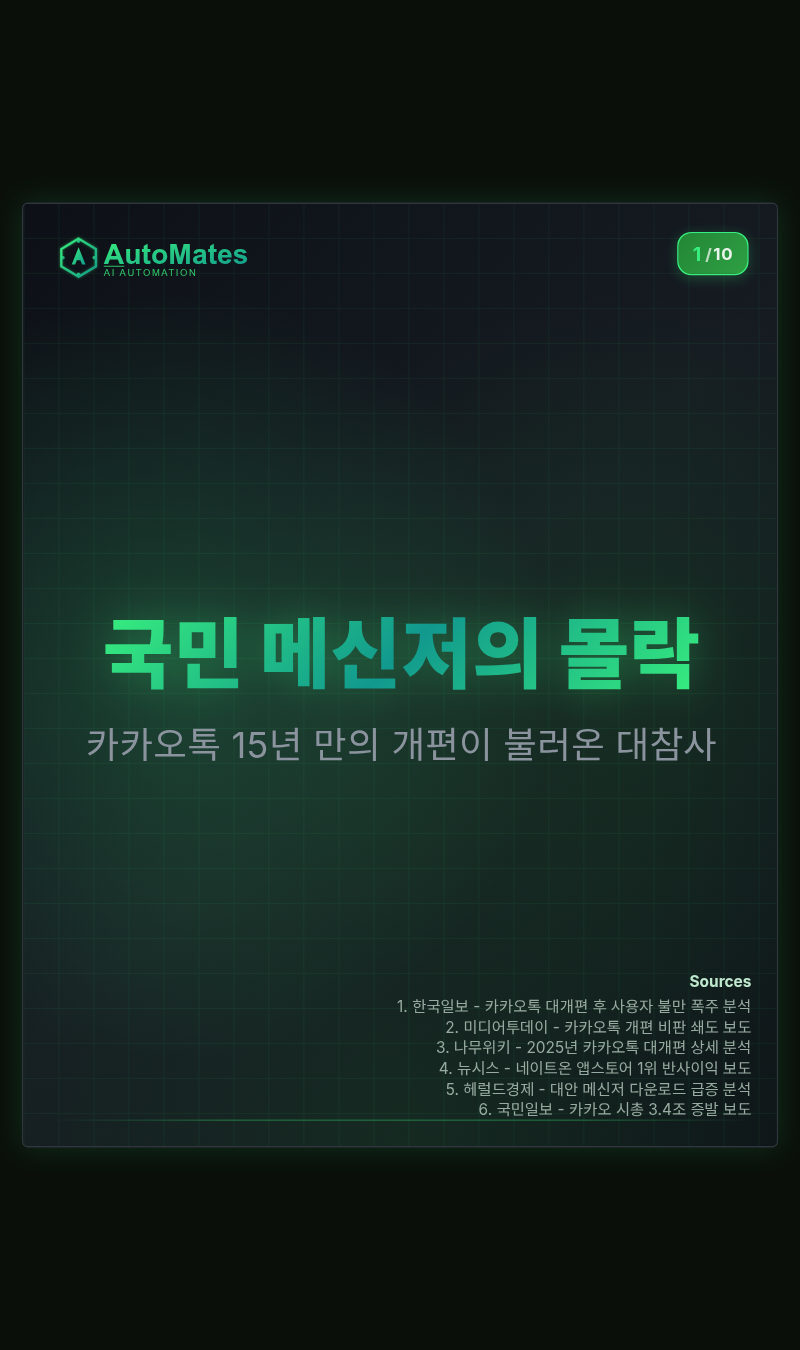 AutoMates
AI AUTOMATION
1/10
국민 메신저의 몰락
카카오톡 15년 만의 개편이 불러온 대참사
Sources
1. 한국일보 - 카카오톡 대개편 후 사용자 불만 폭주 분석
2. 미디어투데이 - 카카오톡 개편 비판 쇄도 보도
3. 나무위키 - 2025년 카카오톡 대개편 상세 분석
4. 뉴시스 - 네이트온 앱스토어 1위 반사이익 보도
5. 헤럴드경제 - 대안 메신저 다운로드 급증 분석
6. 국민일보 - 카카오 시총 3.4조 증발 보도